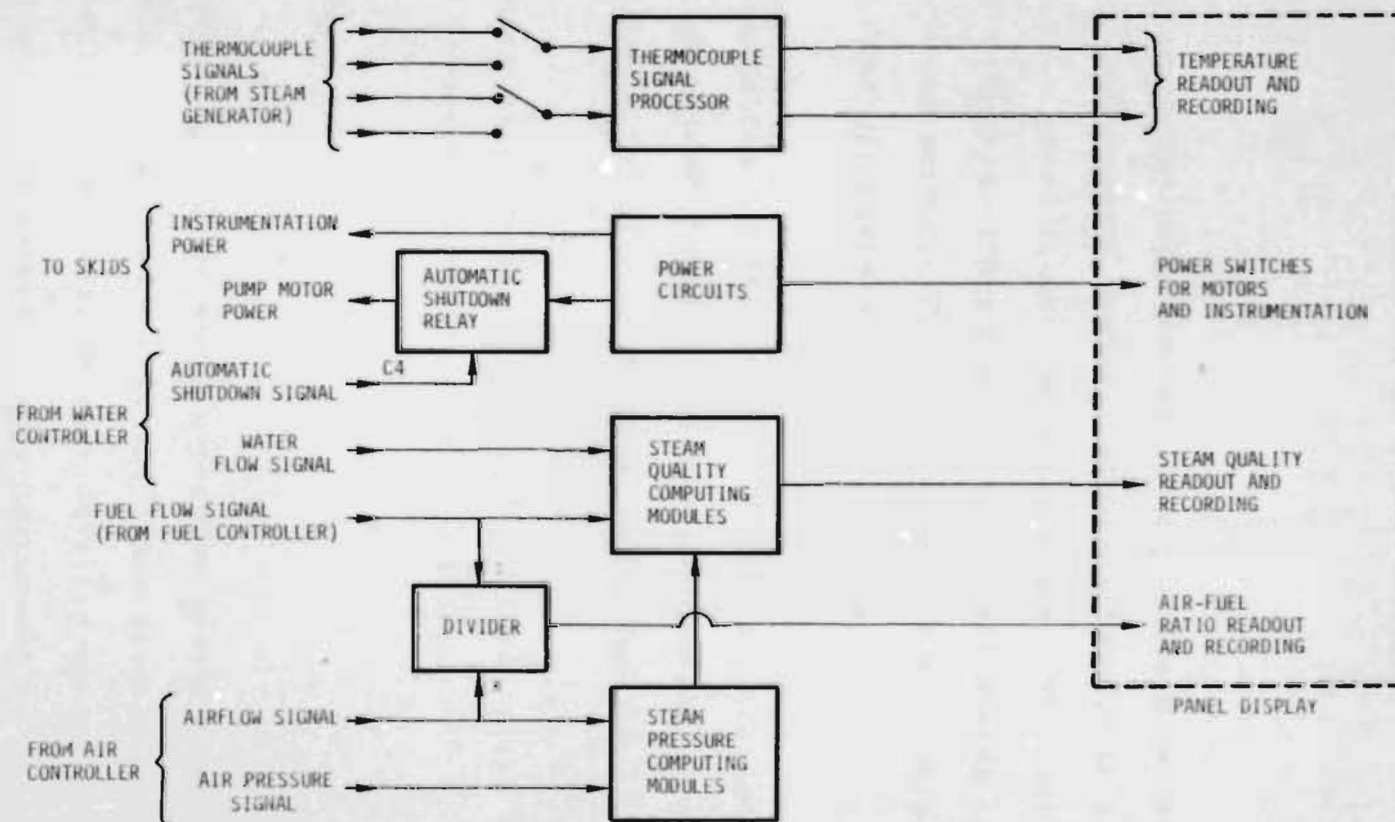 THERMOCOUPLE
SIGNALS
(FROM STEAM
GENERATOR)
THERMOCOUPLE
SIGNAL
PROCESSOR
TEMPERATURE
READOUT AND
RECORDING
TO SKIDS
INSTRUMENTATION
POWER
PUMP MOTOR
POWER
AUTOMATIC
SHUTDOWN
RELAY
POWER
CIRCUITS
POWER SWITCHES
FOR MOTORS
AND INSTRUMENTATION
FROM WATER
CONTROLLER
AUTOMATIC
SHUTDOWN SIGNAL
C4
WATER
FLOW SIGNAL
FUEL FLOW SIGNAL
(FROM FUEL CONTROLLER)
STEAM
QUALITY
COMPUTING
MODULES
STEAM QUALITY
READOUT AND
RECORDING
DIVIDER
AIR-FUEL
RATIO READOUT
AND RECORDING
PANEL DISPLAY
FROM AIR
CONTROLLER
AIRFLOW SIGNAL
AIR PRESSURE
SIGNAL
STEAM
PRESSURE
COMPUTING
MODULES